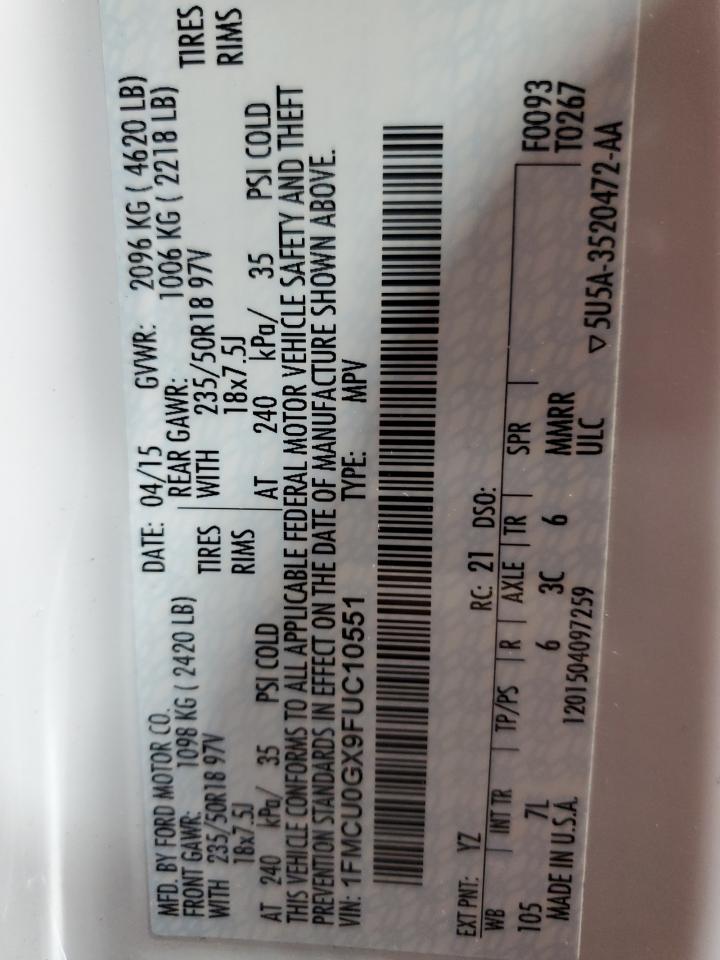 MFD. BY FORD MOTOR CO. DATE: 04/15 GVWR: 2096 KG ( 4620 LB)
FRONT GAWR: 1098 KG ( 2420 LB) REAR GAWR: 1006 KG ( 2218 LB)
WITH 235/50R18 97V TIRES WITH 235/50R18 97V TIRES
18x7.5J RIMS 18x7.5J RIMS
AT 240 kPa/ 35 PSI COLD AT 240 kPa/ 35 PSI COLD
THIS VEHICLE CONFORMS TO ALL APPLICABLE FEDERAL MOTOR VEHICLE SAFETY AND THEFT
PREVENTION STANDARDS IN EFFECT ON THE DATE OF MANUFACTURE SHOWN ABOVE.
VIN: 1FMCU0GX9FUC10551 TYPE: MPV
EXT PNT: YZ RC: 21 DSO:
WB INT TR TP/PS R AXLE TR SPR F0093
105 7L 6 3C 6 MMRR T0267
MADE IN U.S.A. 1201504097259 ULC ▽5U5A-3520472-AA